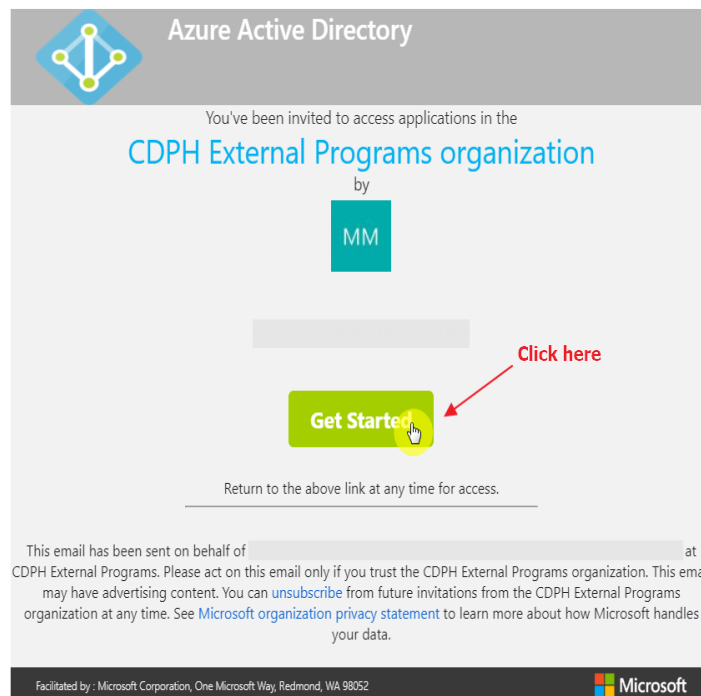 Azure Active Directory
You've been invited to access applications in the
CDPH External Programs organization
by
MM
Click here
Get Started
Return to the above link at any time for access.
This email has been sent on behalf of at
CDPH External Programs. Please act on this email only if you trust the CDPH External Programs organization. This ema
may have advertising content. You can unsubscribe from future invitations from the CDPH External Programs
organization at any time. See Microsoft organization privacy statement to learn more about how Microsoft handles
your data.
Facilitated by : Microsoft Corporation, One Microsoft Way, Redmond, WA 98052
Microsoft